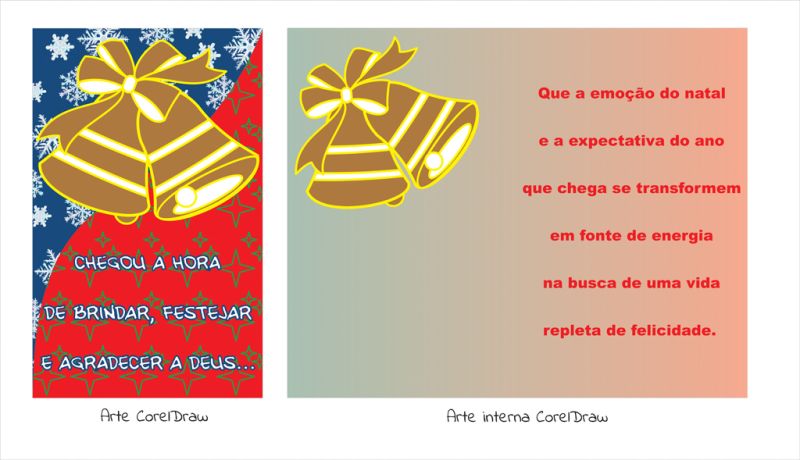 CHEGOU A HORA
DE BRINDAR, FESTEJAR
E AGRADECER A DEUS...
Arte CorelDraw
Que a emoção do natal
e a expectativa do ano
que chega se transformem
em fonte de energia
na busca de uma vida
repleta de felicidade.
Arte interna CorelDraw